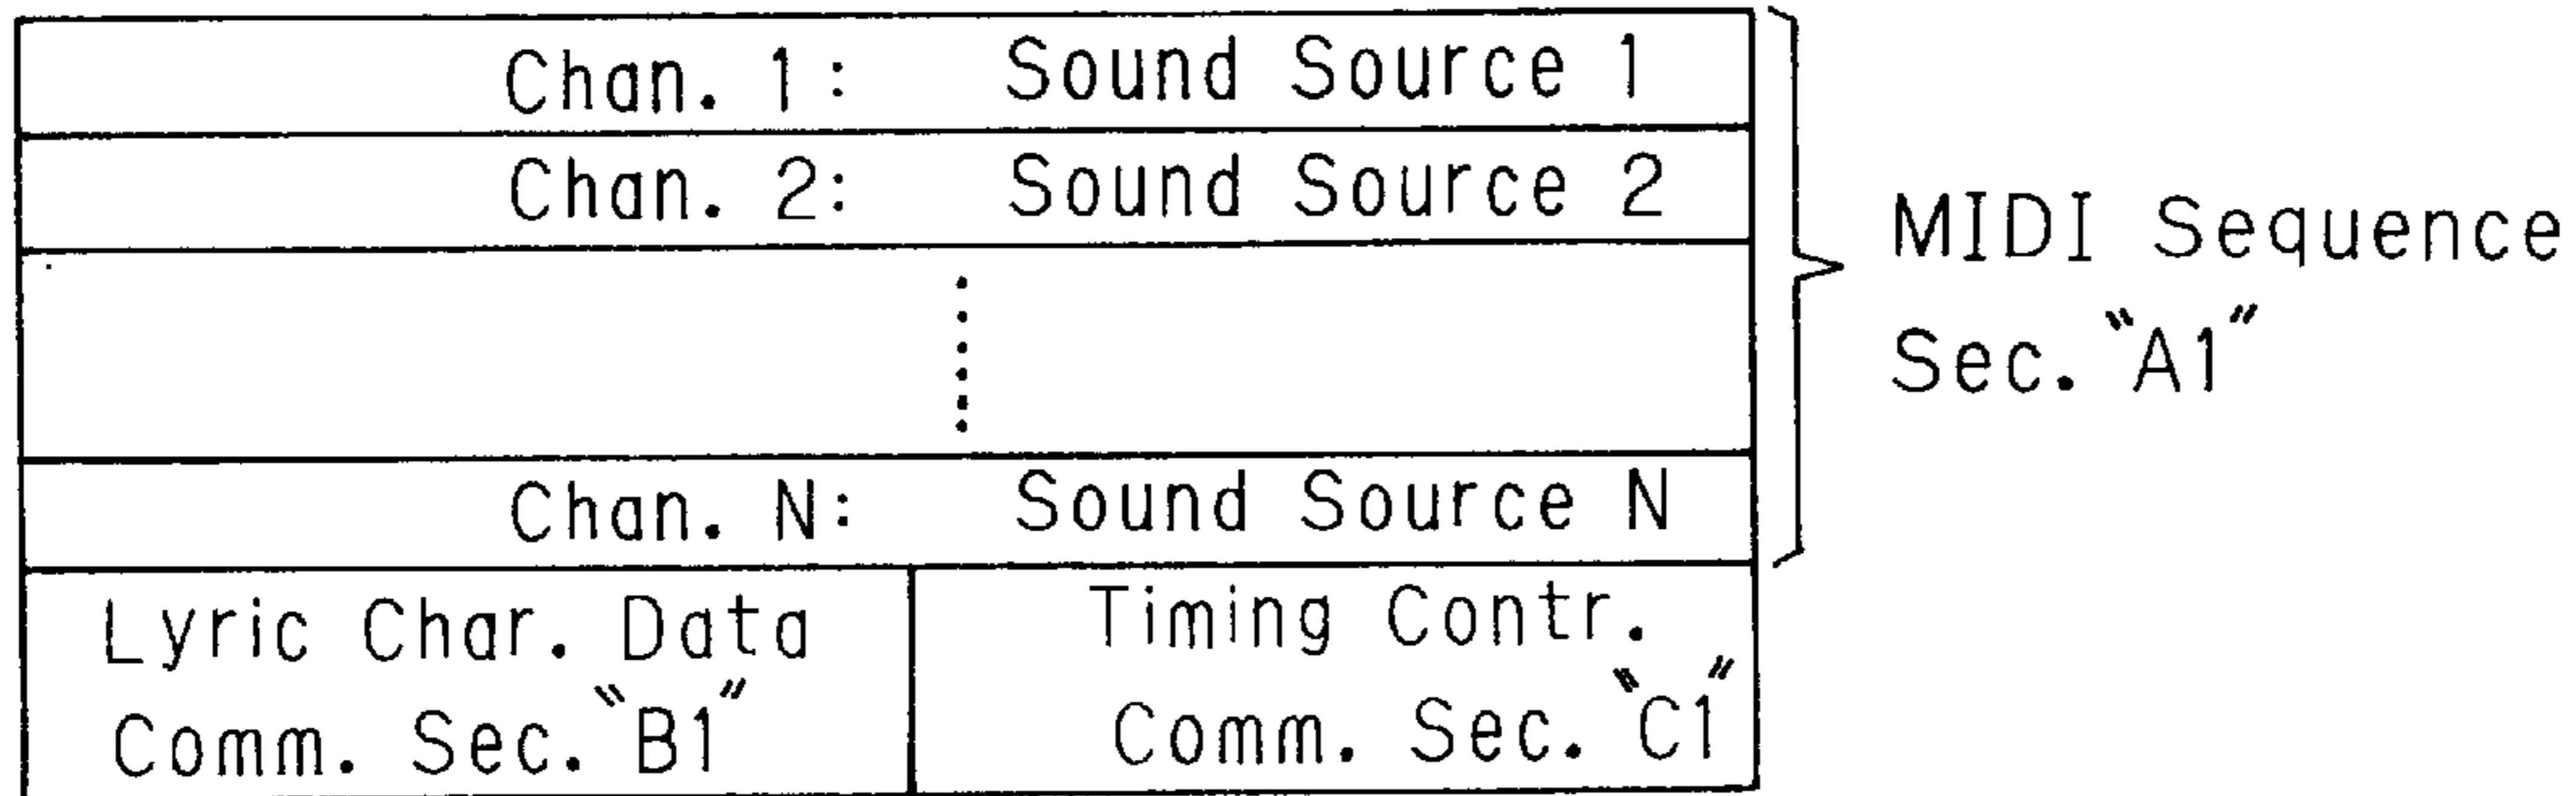 Chan. 1: Sound Source 1
Chan. 2: Sound Source 2
Chan. N: Sound Source N
MIDI Sequence
Sec. "A1"
Lyric Char. Data
Comm. Sec. "B1"
Timing Contr.
Comm. Sec. "C1"